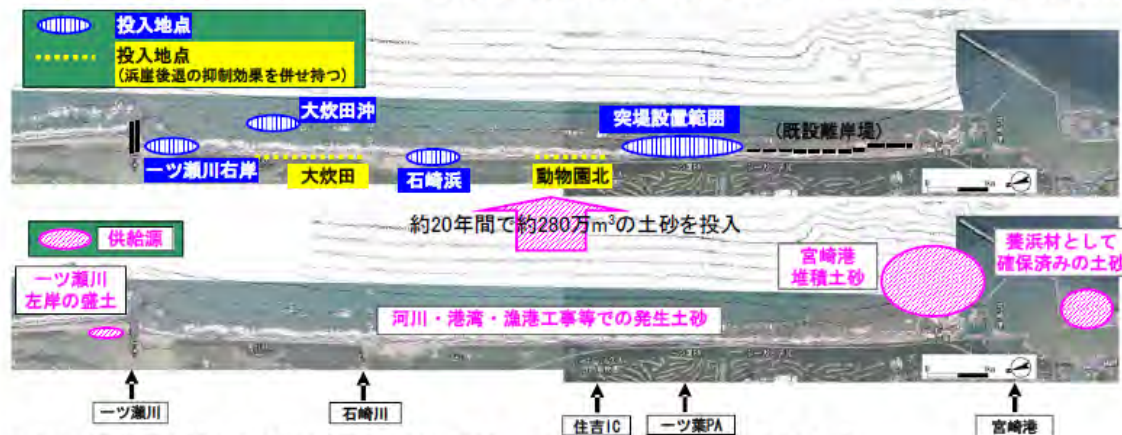 投入地点
投入地点
(浜崖後退の抑制効果を併せ持つ)
大炊田沖
突堤設置範囲
(既設離岸堤)
一ツ瀬川右岸
大炊田
石崎浜
動物園北
約20年間で約280万m³の土砂を投入
供給源
一ツ瀬川
左岸の盛土
宮崎港
堆積土砂
養浜材として
確保済みの土砂
河川・港湾・漁港工事等での発生土砂
一ツ瀬川
石崎川
住吉IC
一ツ葉PA
宮崎港